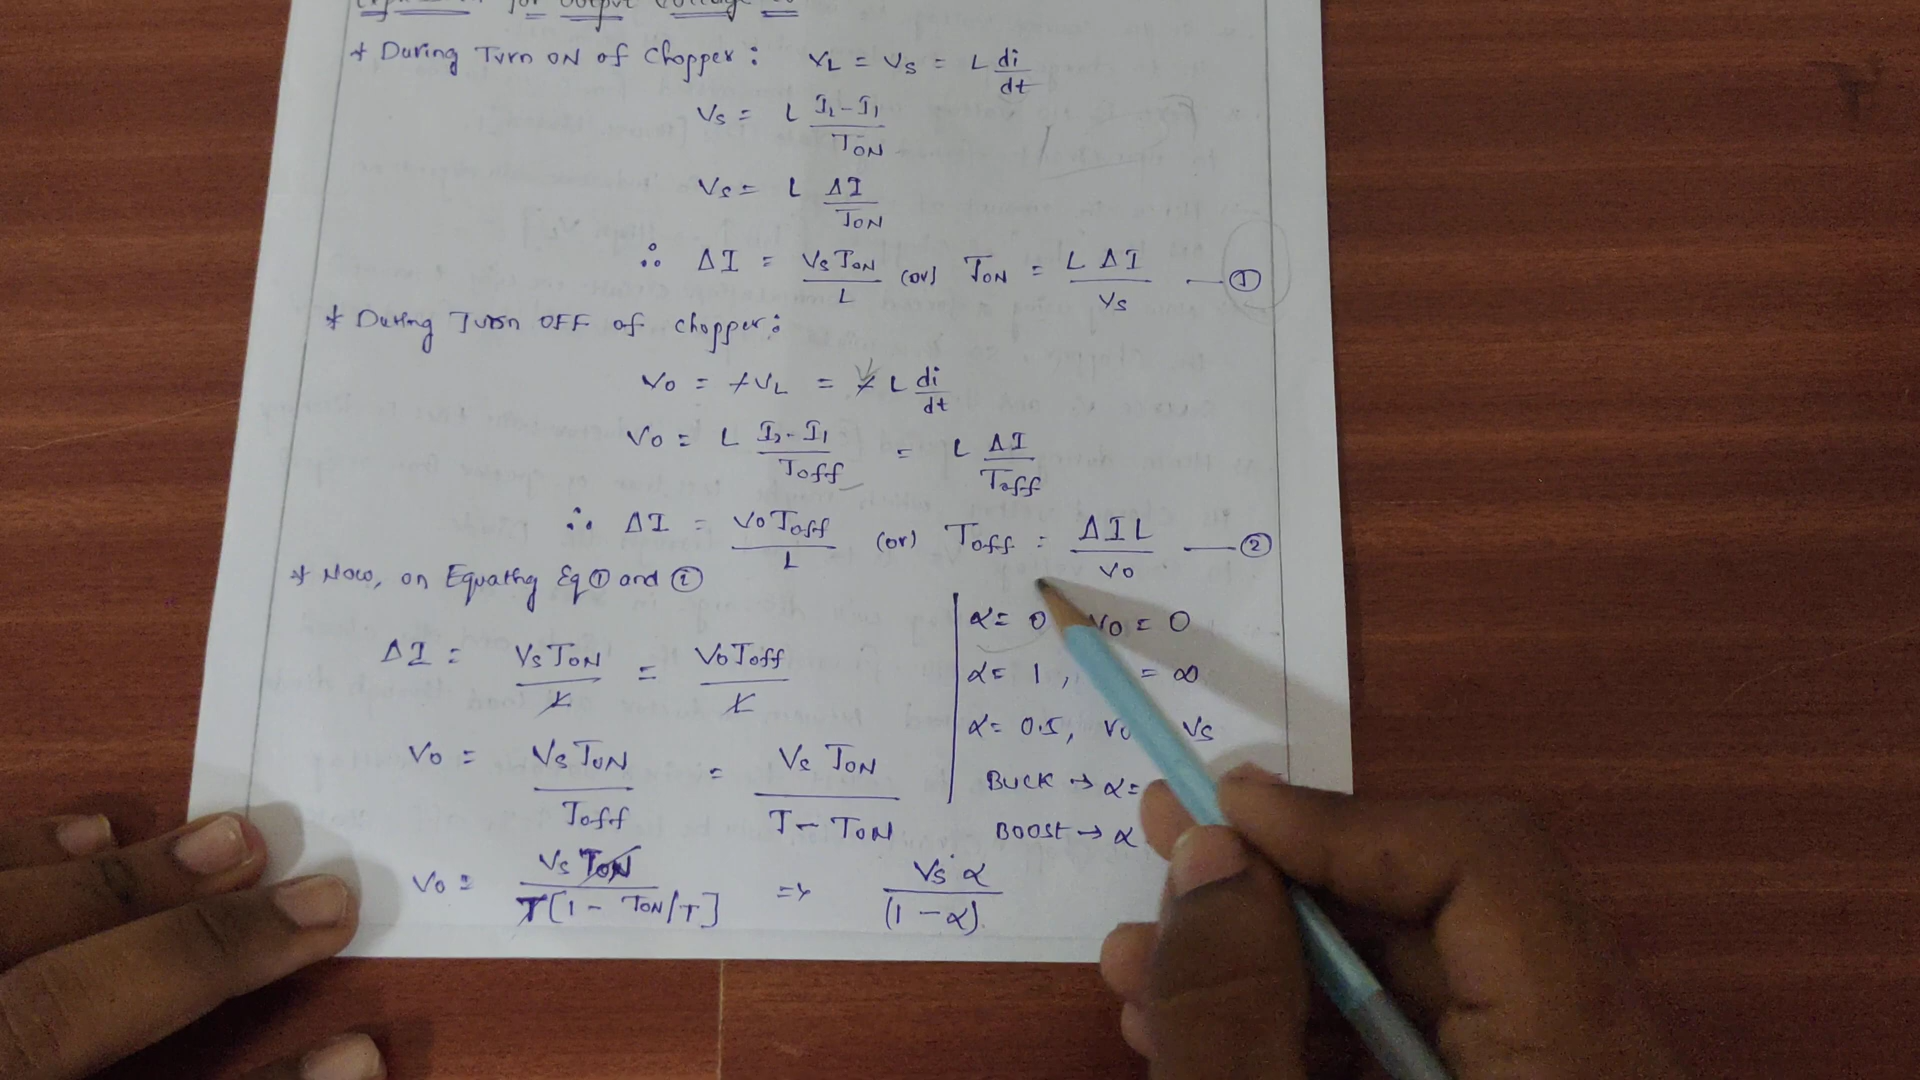 for output voltage
* During Turn ON of Chopper : VL = Vs = L di/dt
Vs = L I2-I1/TON
Vs = L ΔI/TON
∴ ΔI = Vs TON/L (or) TON = L ΔI/Vs — ①
* During Turn OFF of chopper :
Vo = +VL = L di/dt
Vo = L I2-I1/Toff = L ΔI/Toff
∴ ΔI = Vo Toff/L (or) Toff = ΔI L/Vo — ②
* Now, on Equating Eq ① and ②
ΔI = Vs TON/L = Vo Toff/L
Vo = Vs TON/Toff = Vs TON/T - TON
Vo = Vs TON/T[1 - TON/T] => Vs α/(1 - α)
α = 0 Vo = 0
α = 1, = ∞
α = 0.5, Vo Vs
BUCK → α =
BOOST → α